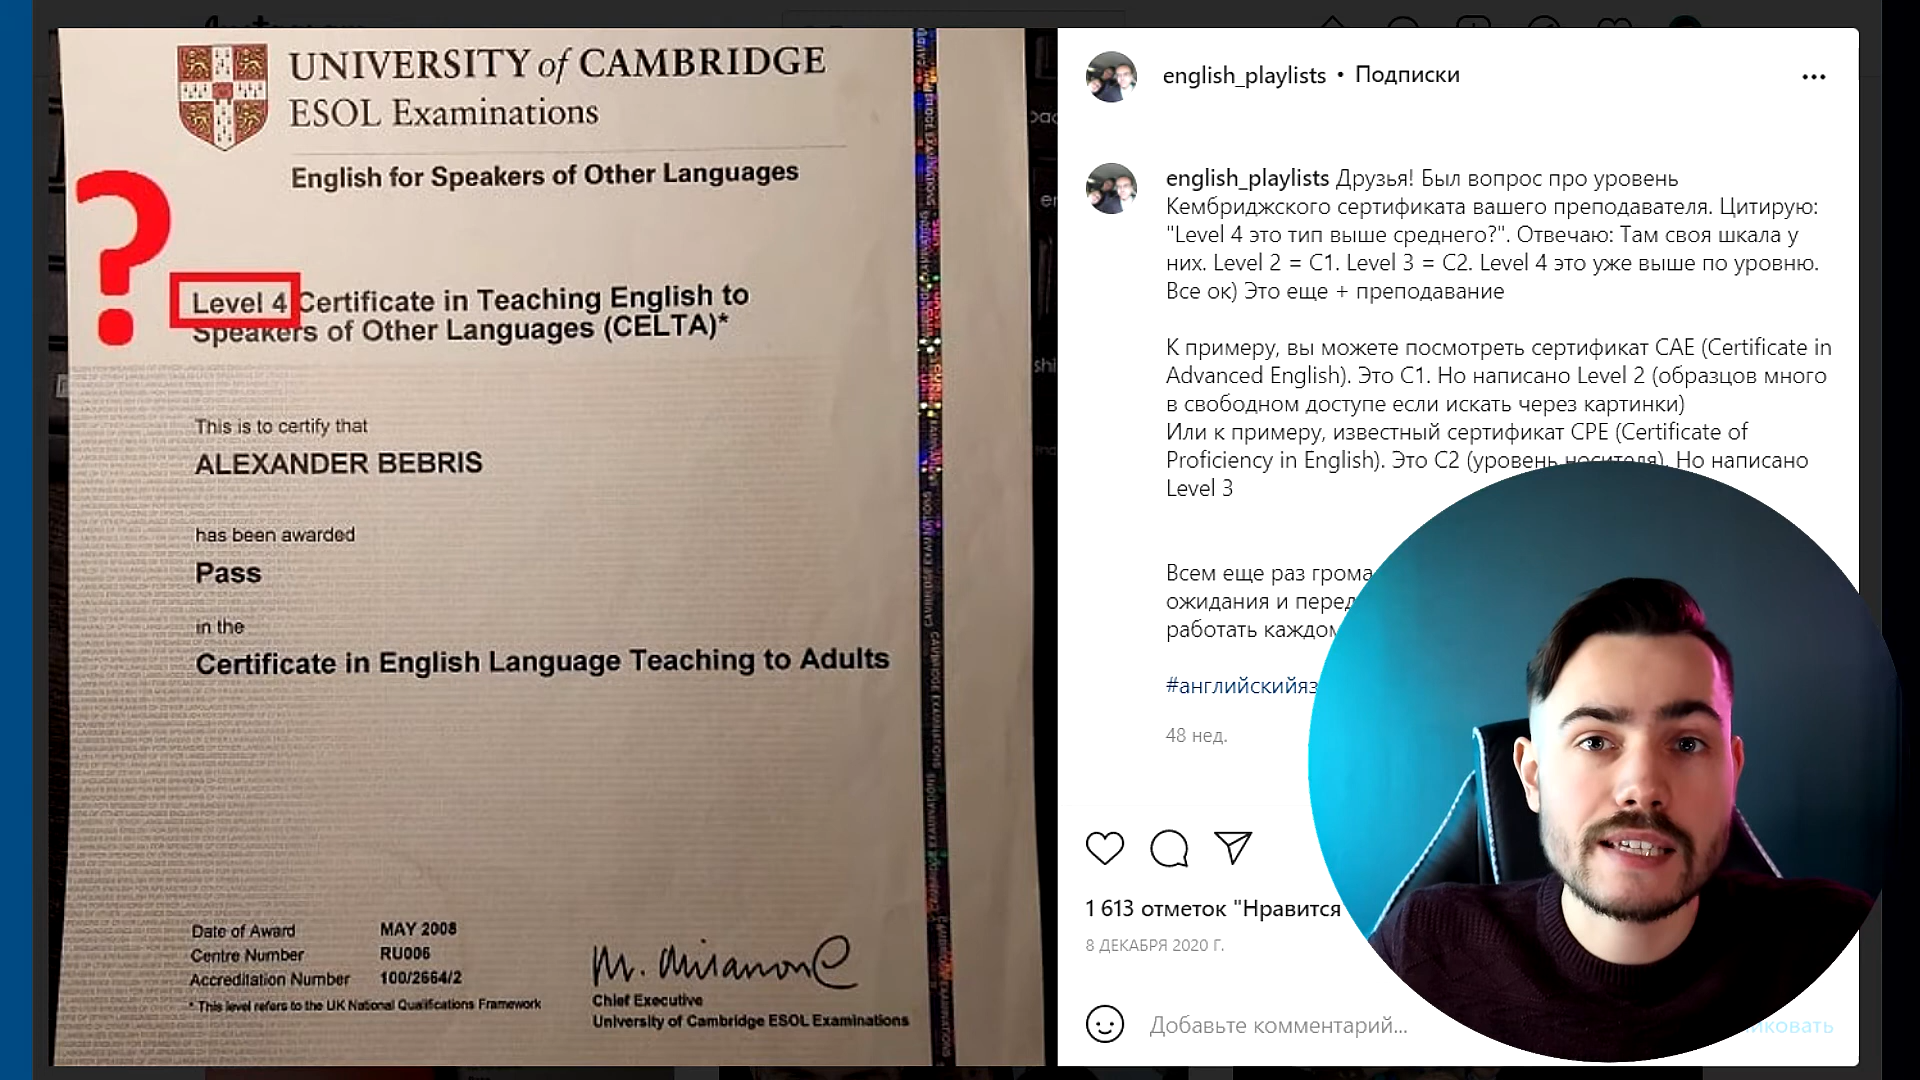 UNIVERSITY of CAMBRIDGE
ESOL Examinations
English for Speakers of Other Languages
?
Level 4 Certificate in Teaching English to
Speakers of Other Languages (CELTA)*
This is to certify that
ALEXANDER BEBRIS
has been awarded
Pass
in the
Certificate in English Language Teaching to Adults
Date of Award MAY 2008
Centre Number RU006
Accreditation Number 100/2664/2
* This level refers to the UK National Qualifications Framework
Chief Executive
University of Cambridge ESOL Examinations
english_playlists • Подписки
english_playlists Друзья! Был вопрос про уровень
Кембриджского сертификата вашего преподавателя. Цитирую:
"Level 4 это тип выше среднего?". Отвечаю: Там своя шкала у
них. Level 2 = C1. Level 3 = C2. Level 4 это уже выше по уровню.
Все ок) Это еще + преподавание
К примеру, вы можете посмотреть сертификат CAE (Certificate in
Advanced English). Это C1. Но написано Level 2 (образцов много
в свободном доступе если искать через картинки)
Или к примеру, известный сертификат CPE (Certificate of
Proficiency in English). Это C2 (уровень носителя). Но написано
Level 3
Всем еще раз
ожидания и
работать
48 нед.
1 613 отметок "Нравится
8 ДЕКАБРЯ 2020 Г.
Добавьте комментарий...